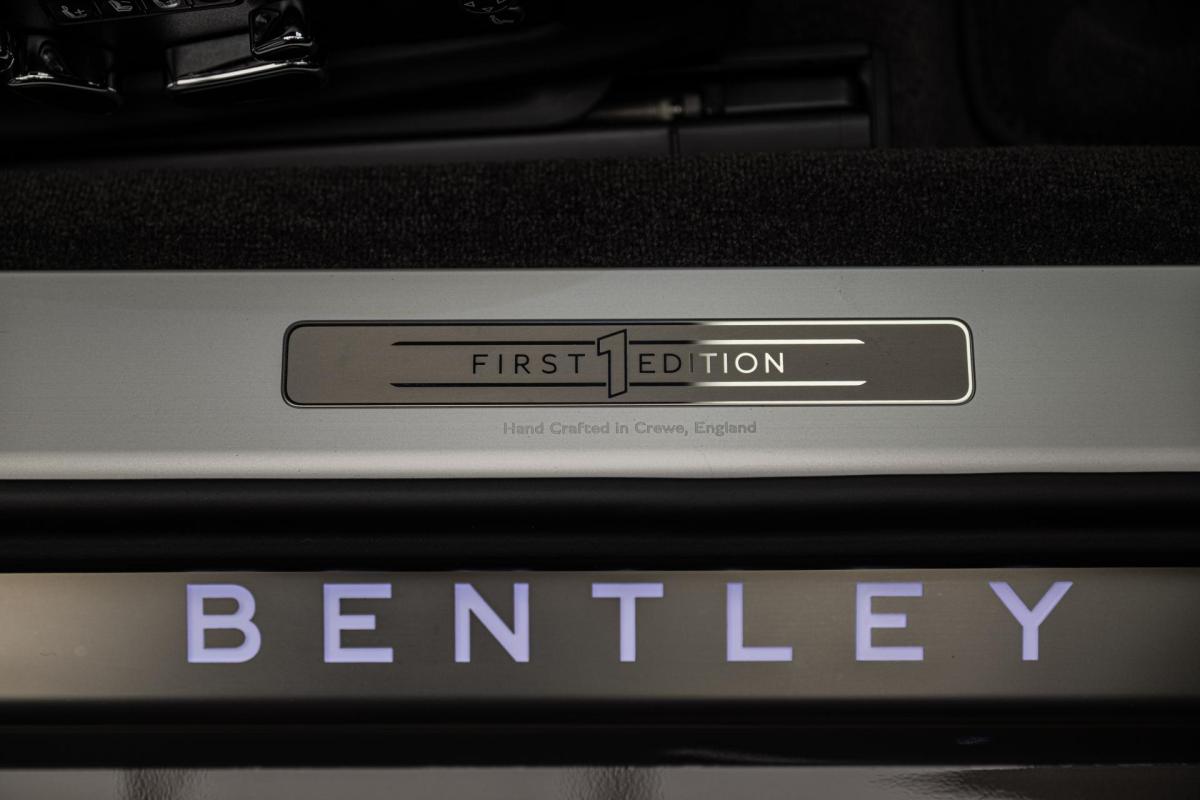 FIRST 1 EDITION
Hand Crafted in Crewe, England
BENTLEY